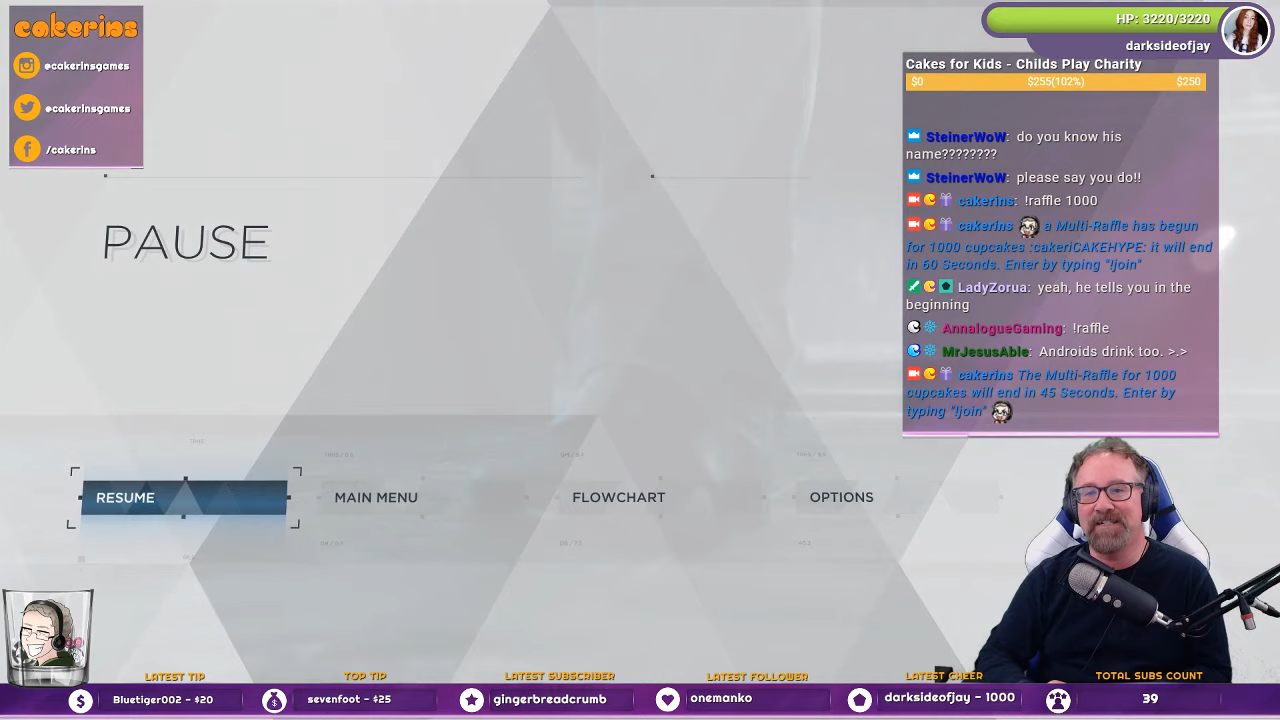 cakerins
@cakerinsgames
@cakerinsgames
/cakerins
HP: 3220/3220
darksideofjay
Cakes for Kids - Childs Play Charity
$0 $255(102%) $250
SteinerWoW: do you know his
name????????
SteinerWoW: please say you do!!
cakerins: !raffle 1000
cakerins a Multi-Raffle has begun
for 1000 cupcakes :cakeriCAKEHYPE: it will end
in 60 Seconds. Enter by typing "!join"
LadyZorua: yeah, he tells you in the
beginning
AnnalogueGaming: !raffle
MrJesusAble: Androids drink too. >.>
cakerins The Multi-Raffle for 1000
cupcakes will end in 45 Seconds. Enter by
typing "!join"
PAUSE
RESUME
MAIN MENU
FLOWCHART
OPTIONS
LATEST TIP
Bluetiger002 - $20
TOP TIP
sevenfoot - $25
LATEST SUBSCRIBER
gingerbreadcrumb
LATEST FOLLOWER
onemanko
LATEST CHEER
darksideofjay - 1000
TOTAL SUBS COUNT
39